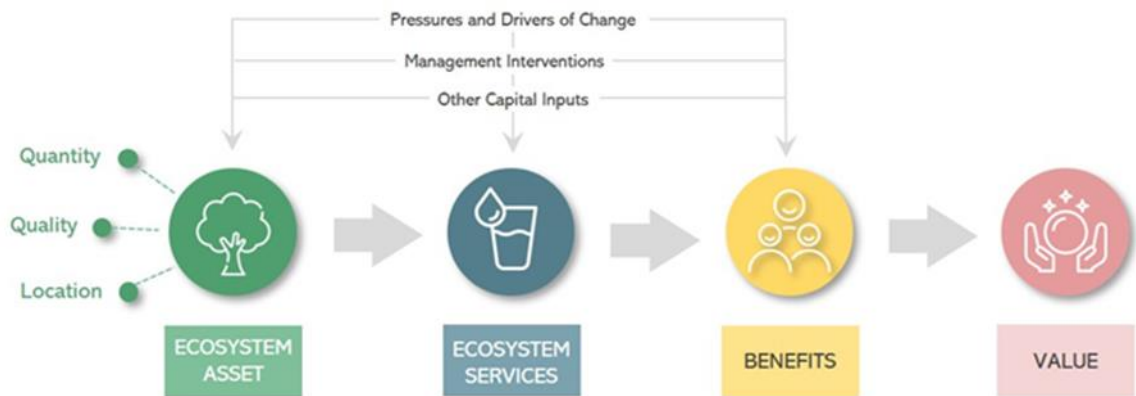 Pressures and Drivers of Change
Management Interventions
Other Capital Inputs
Quantity
Quality
Location
ECOSYSTEM
ASSET
ECOSYSTEM
SERVICES
BENEFITS
VALUE